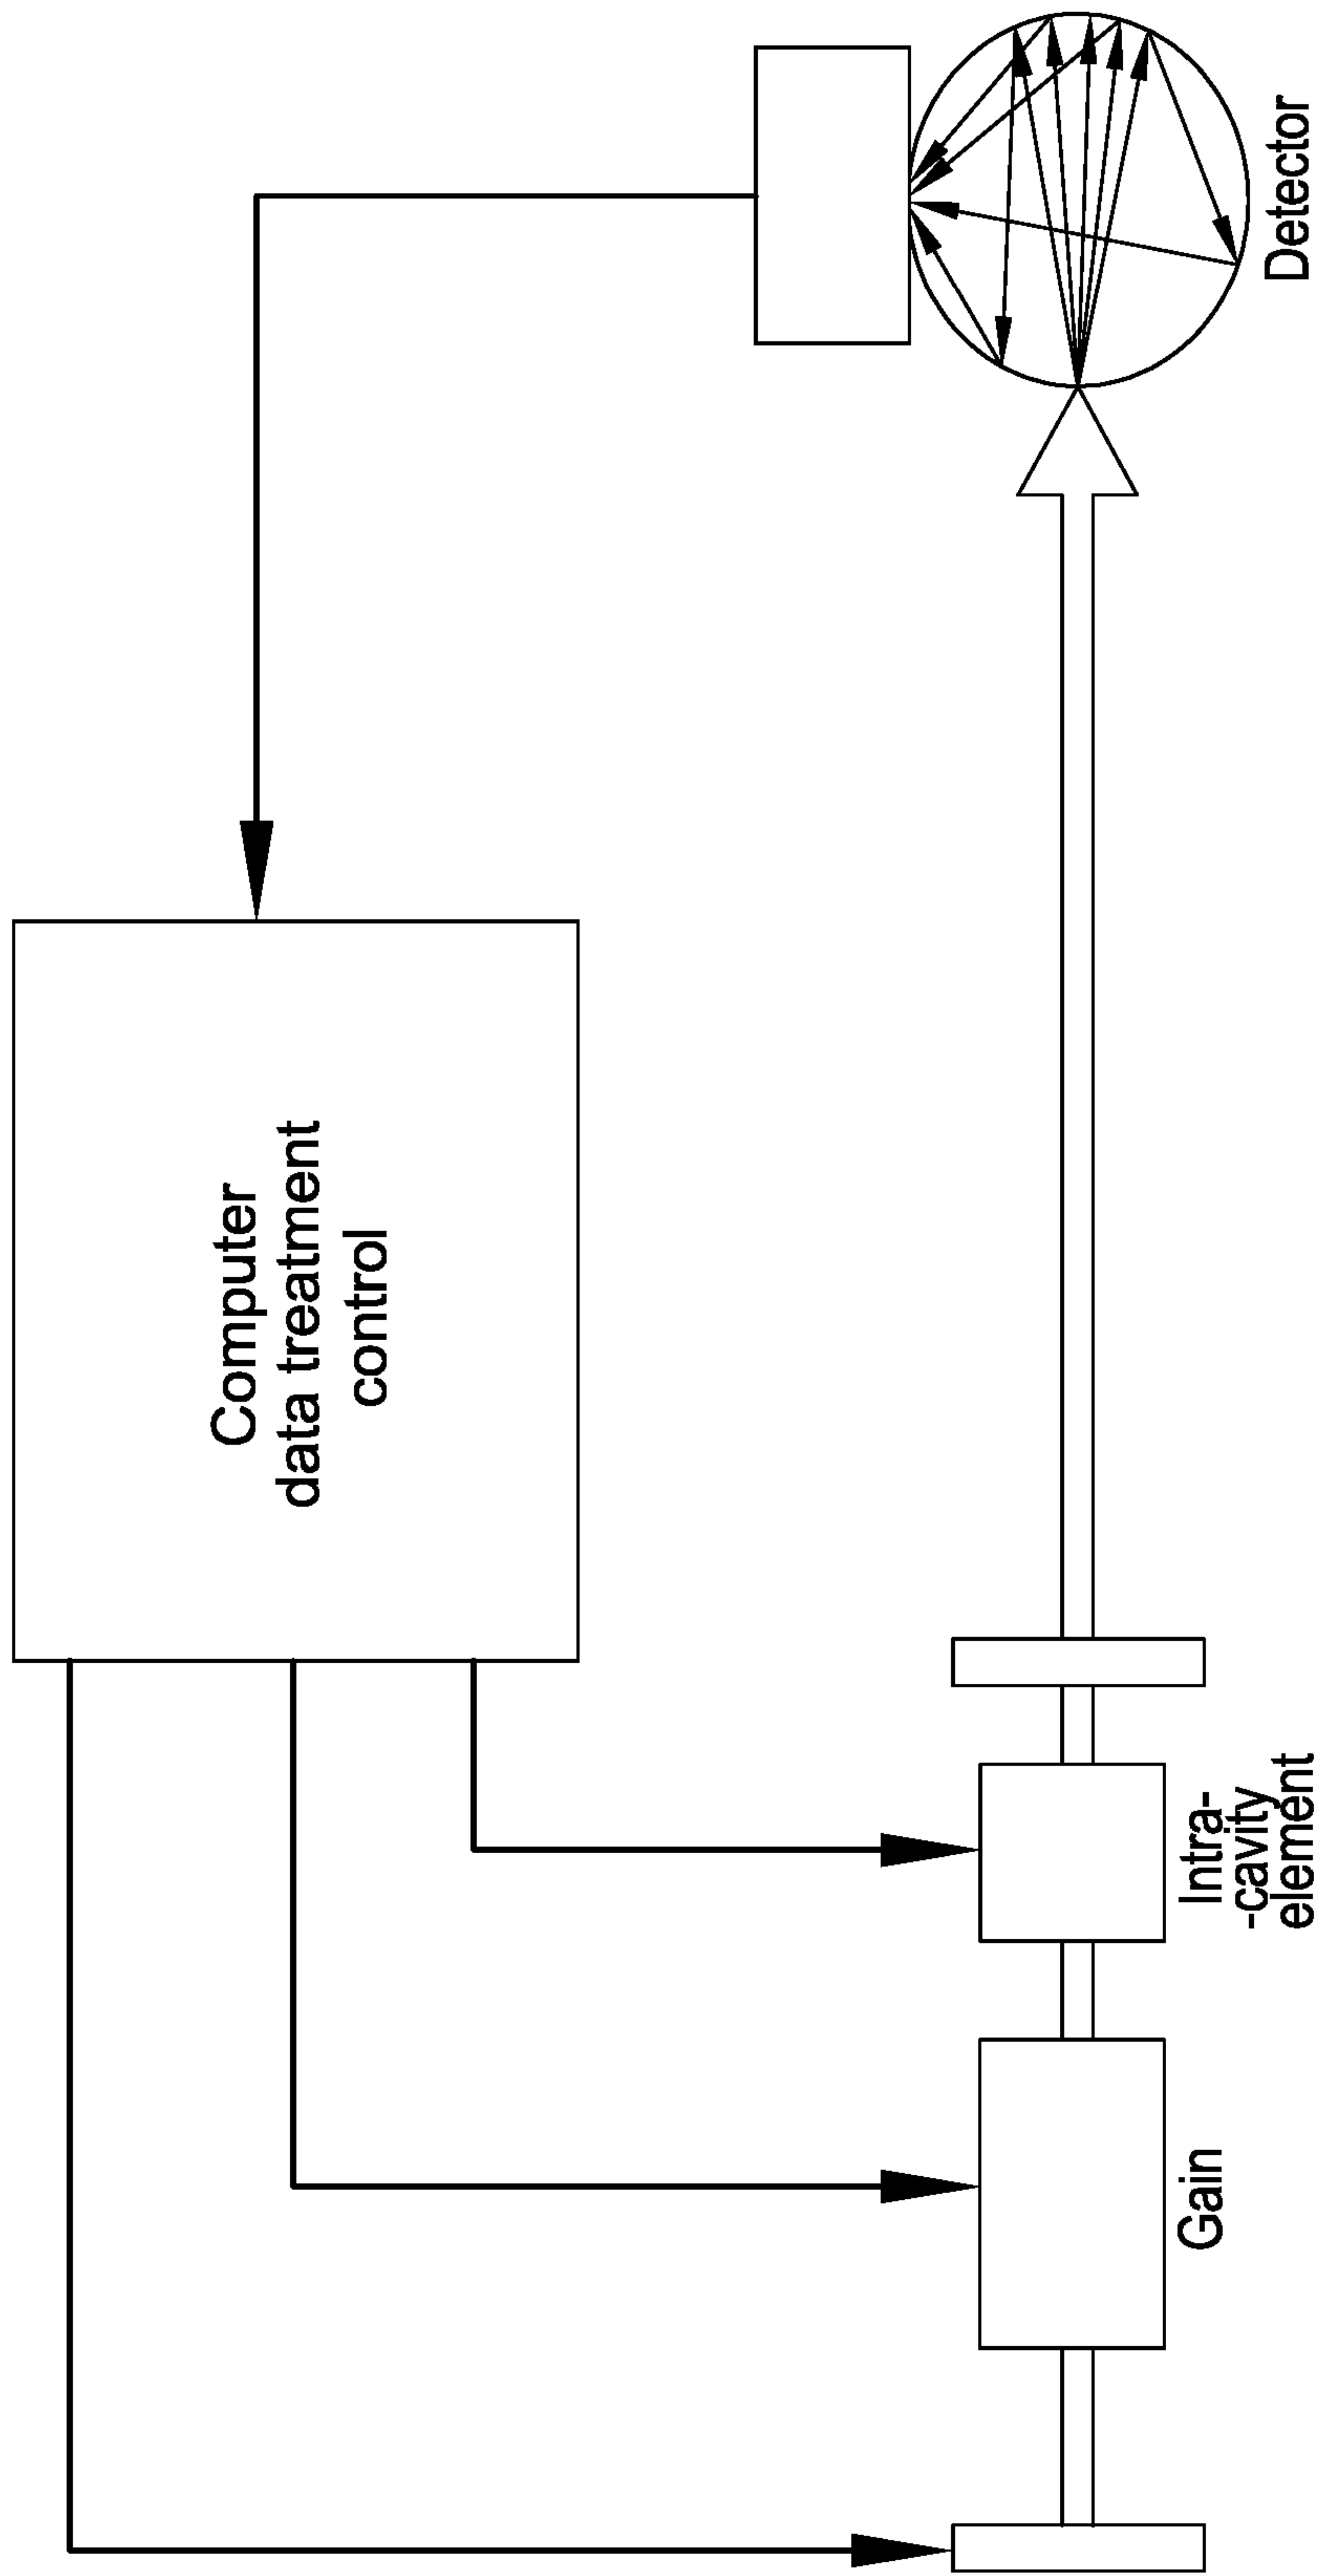 Computer
data treatment
control
Detector
Gain
Intra-
-cavity
element